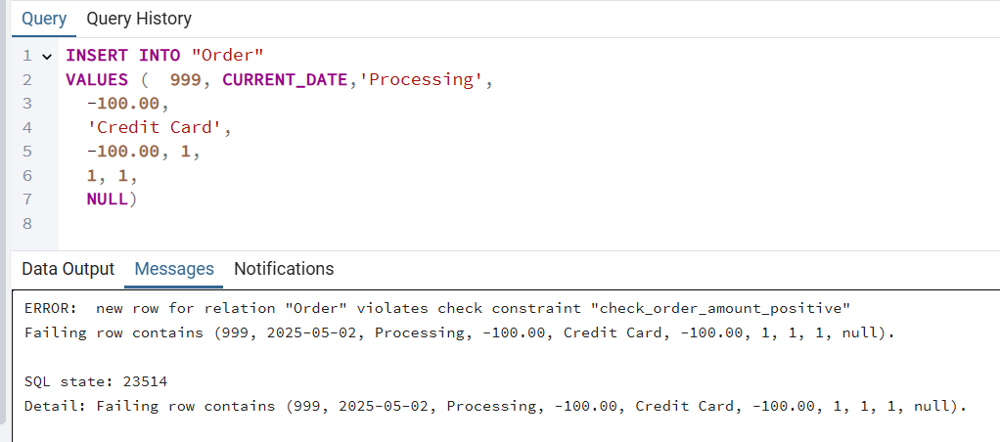 Query Query History
1 INSERT INTO "Order"
2 VALUES (  999, CURRENT_DATE,'Processing',
3 -100.00,
4 'Credit Card',
5 -100.00, 1,
6 1, 1,
7 NULL)
8
Data Output Messages Notifications
ERROR:  new row for relation "Order" violates check constraint "check_order_amount_positive"
Failing row contains (999, 2025-05-02, Processing, -100.00, Credit Card, -100.00, 1, 1, 1, null).
SQL state: 23514
Detail: Failing row contains (999, 2025-05-02, Processing, -100.00, Credit Card, -100.00, 1, 1, 1, null).